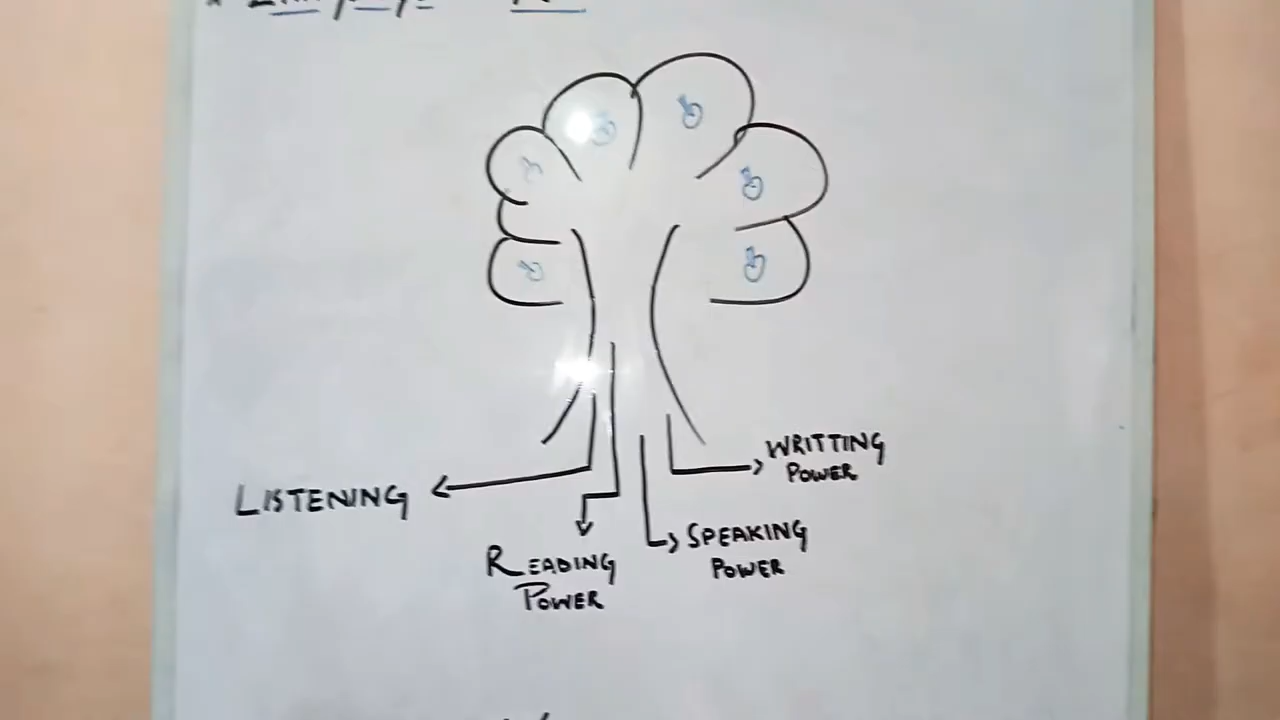 WRITTING
POWER
LISTENING
SPEAKING
POWER
READING
POWER